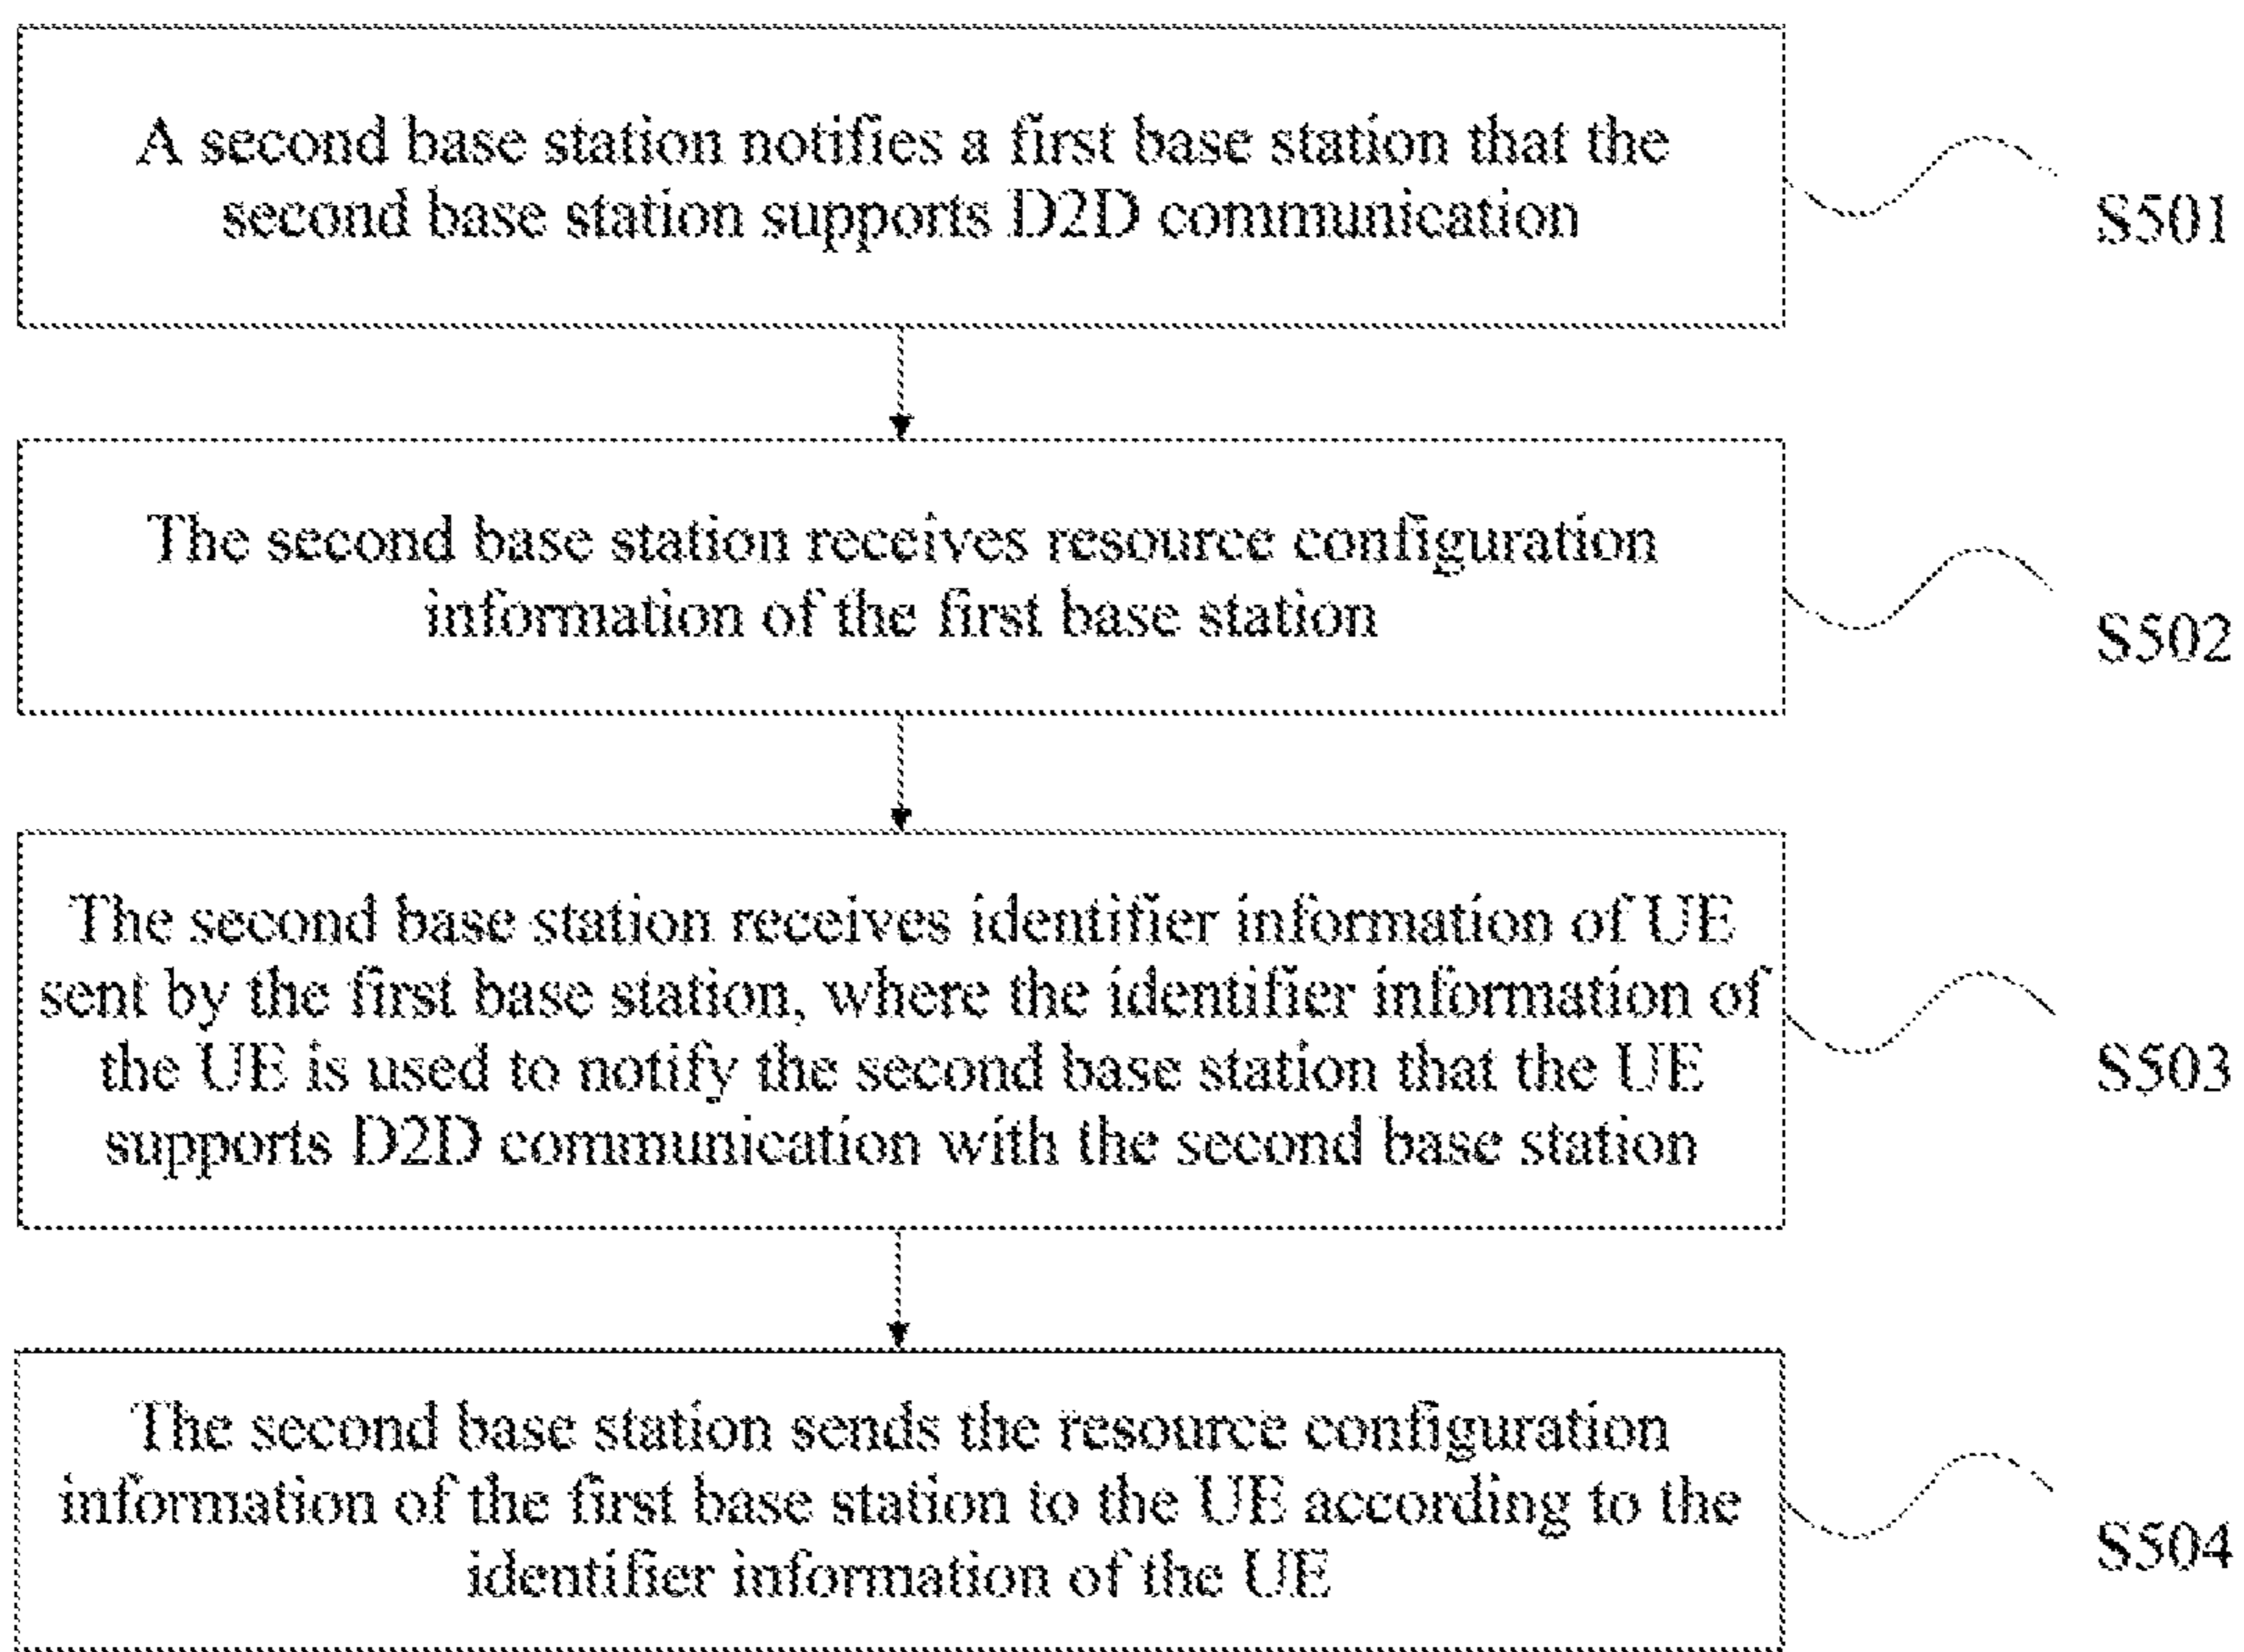 A second base station notifies a first base station that the
second base station supports D2D communication
S501
The second base station receives resource configuration
information of the first base station
S502
The second base station receives identifier information of UE
sent by the first base station, where the identifier information of
the UE is used to notify the second base station that the UE
supports D2D communication with the second base station
S503
The second base station sends the resource configuration
information of the first base station to the UE according to the
identifier information of the UE
S504